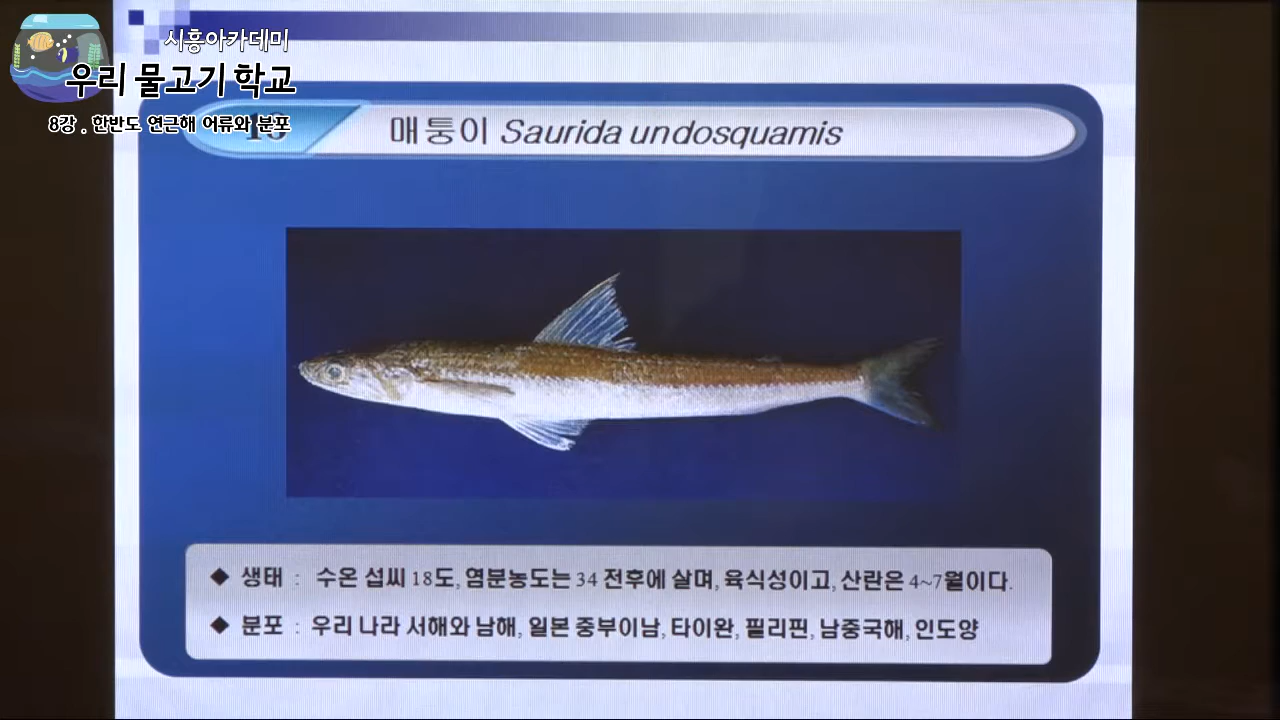 시흥아카데미
우리 물고기 학교
8강 . 한반도 연근해 어류와 분포
매퉁이 Saurida undosquamis
◆ 생태 : 수온 섭씨 18도, 염분농도는 34 전후에 살며, 육식성이고, 산란은 4~7월이다.
◆ 분포 : 우리 나라 서해와 남해, 일본 중부이남, 타이완, 필리핀, 남중국해, 인도양